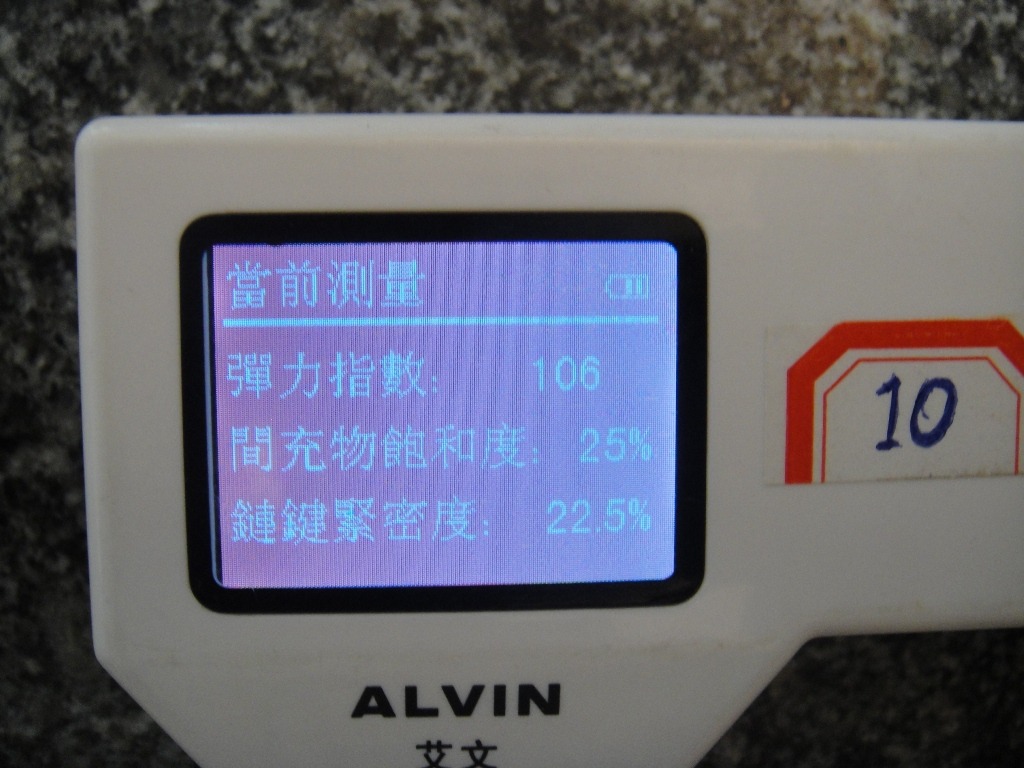 當前測量
彈力指數: 106
間充物飽和度: 25%
鏈鍵緊密度: 22.5%
10
ALVIN
艾文